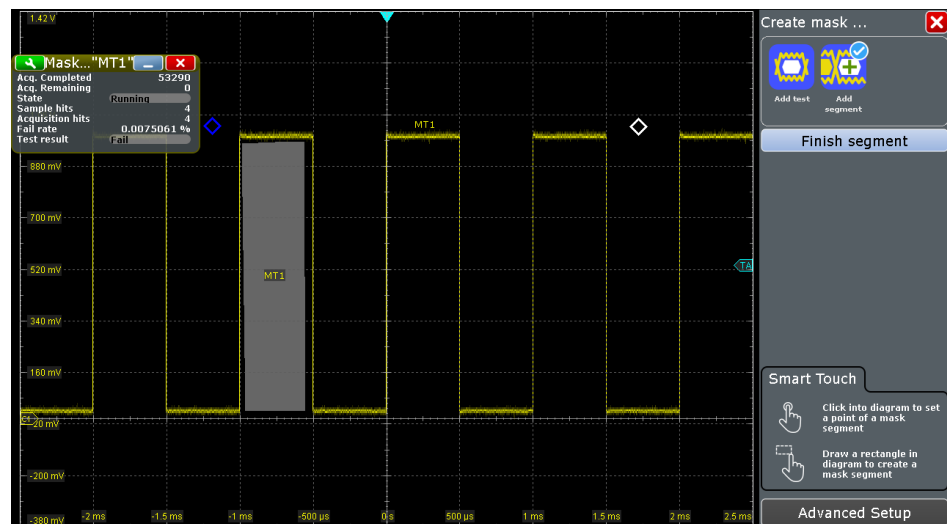 1.42 V
Mask..."MT1"
Acq. Completed 53290
Acq. Remaining 0
State Running
Sample hits 4
Acquisition hits 4
Fail rate 0.0075061 %
Test result Fail
MT1
880 mV
700 mV
520 mV
MT1
TA
340 mV
160 mV
C1
-20 mV
-200 mV
-380 mV
-2 ms
-1.5 ms
-1 ms
-500 µs
0 s
500 µs
1 ms
1.5 ms
2 ms
2.5 ms
Create mask ...
Add test
Add segment
Finish segment
Smart Touch
Click into diagram to set
a point of a mask
segment
Draw a rectangle in
diagram to create a
mask segment
Advanced Setup